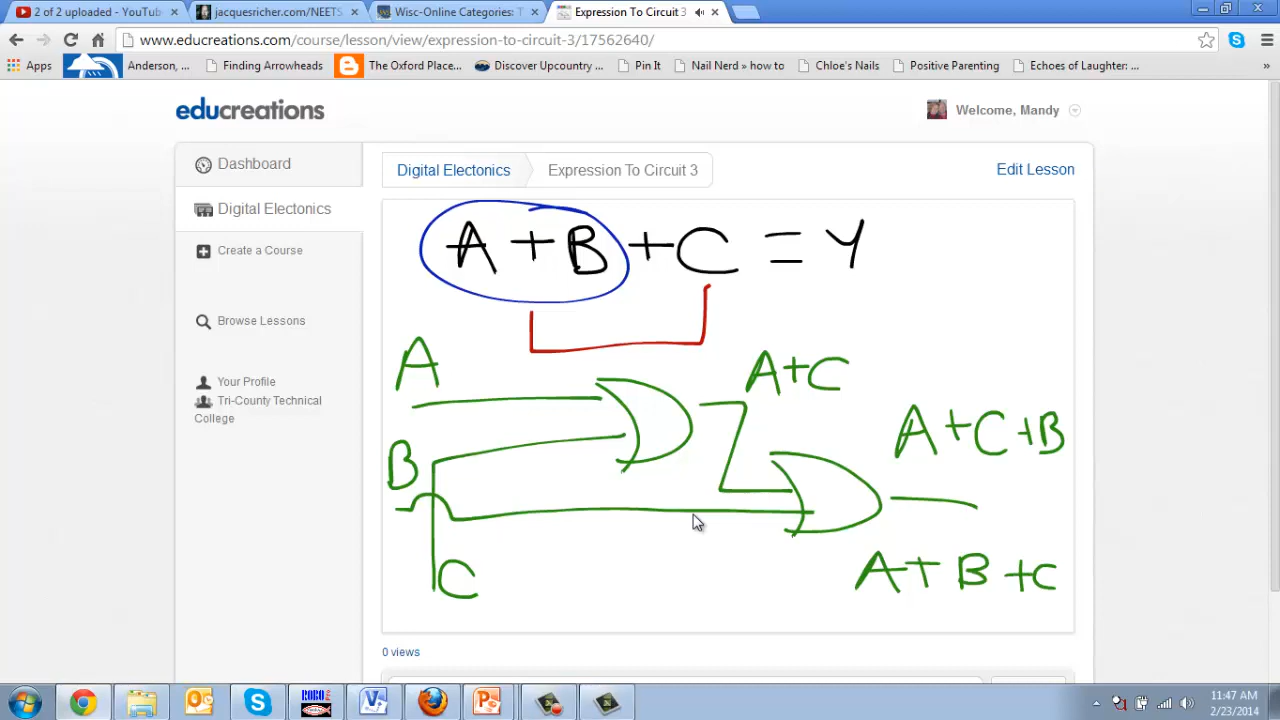 2 of 2 uploaded - YouTube
jacquesricher.com/NEETS
Wisc-Online Categories: T
Expression To Circuit 3
www.educreations.com/course/lesson/view/expression-to-circuit-3/17562640/
Apps
Anderson, ...
Finding Arrowheads
The Oxford Place...
Discover Upcountry ...
Pin It
Nail Nerd » how to
Chloe's Nails
Positive Parenting
Echoes of Laughter: ...
»
educreations
Welcome, Mandy
Dashboard
Digital Electonics
Create a Course
Browse Lessons
Your Profile
Tri-County Technical
College
Digital Electonics
Expression To Circuit 3
Edit Lesson
A+B+C=Y
A
A+C
B
A+C+B
C
A+B+C
0 views
ROBO
11:47 AM
2/23/2014